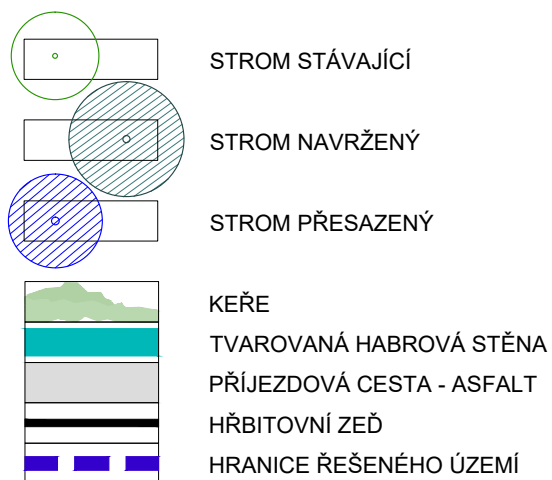 STROM STÁVAJÍCÍ
STROM NAVRŽENÝ
STROM PŘESAZENÝ
KEŘE
TVAROVANÁ HABROVÁ STĚNA
PŘÍJEZDOVÁ CESTA - ASFALT
HŘBITOVNÍ ZEĎ
HRANICE ŘEŠENÉHO ÚZEMÍ